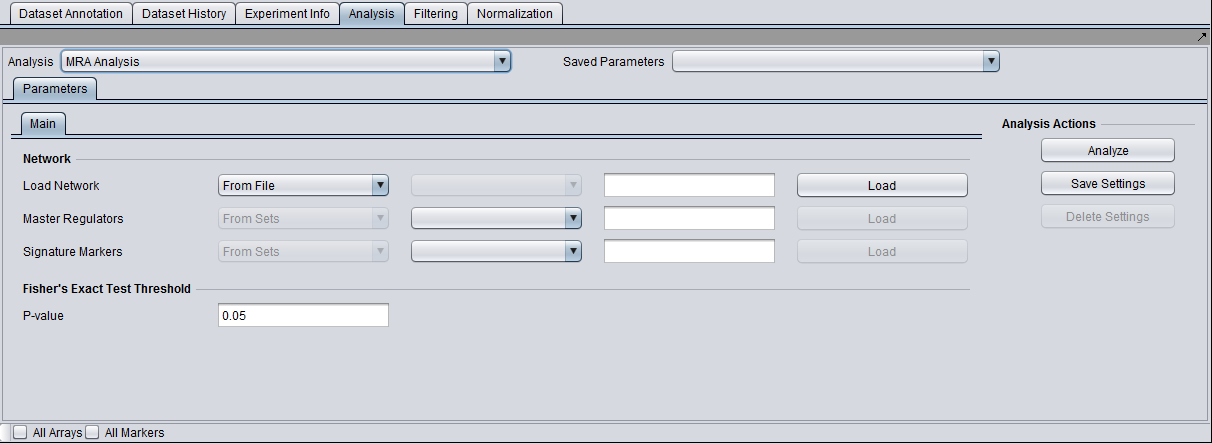 Dataset Annotation Dataset History Experiment Info Analysis Filtering Normalization
Analysis MRA Analysis Saved Parameters
Parameters
Main Analysis Actions
Analyze
Network
Load Network From File Load Save Settings
Master Regulators From Sets Load Delete Settings
Signature Markers From Sets Load
Fisher's Exact Test Threshold
P-value 0.05
All Arrays All Markers